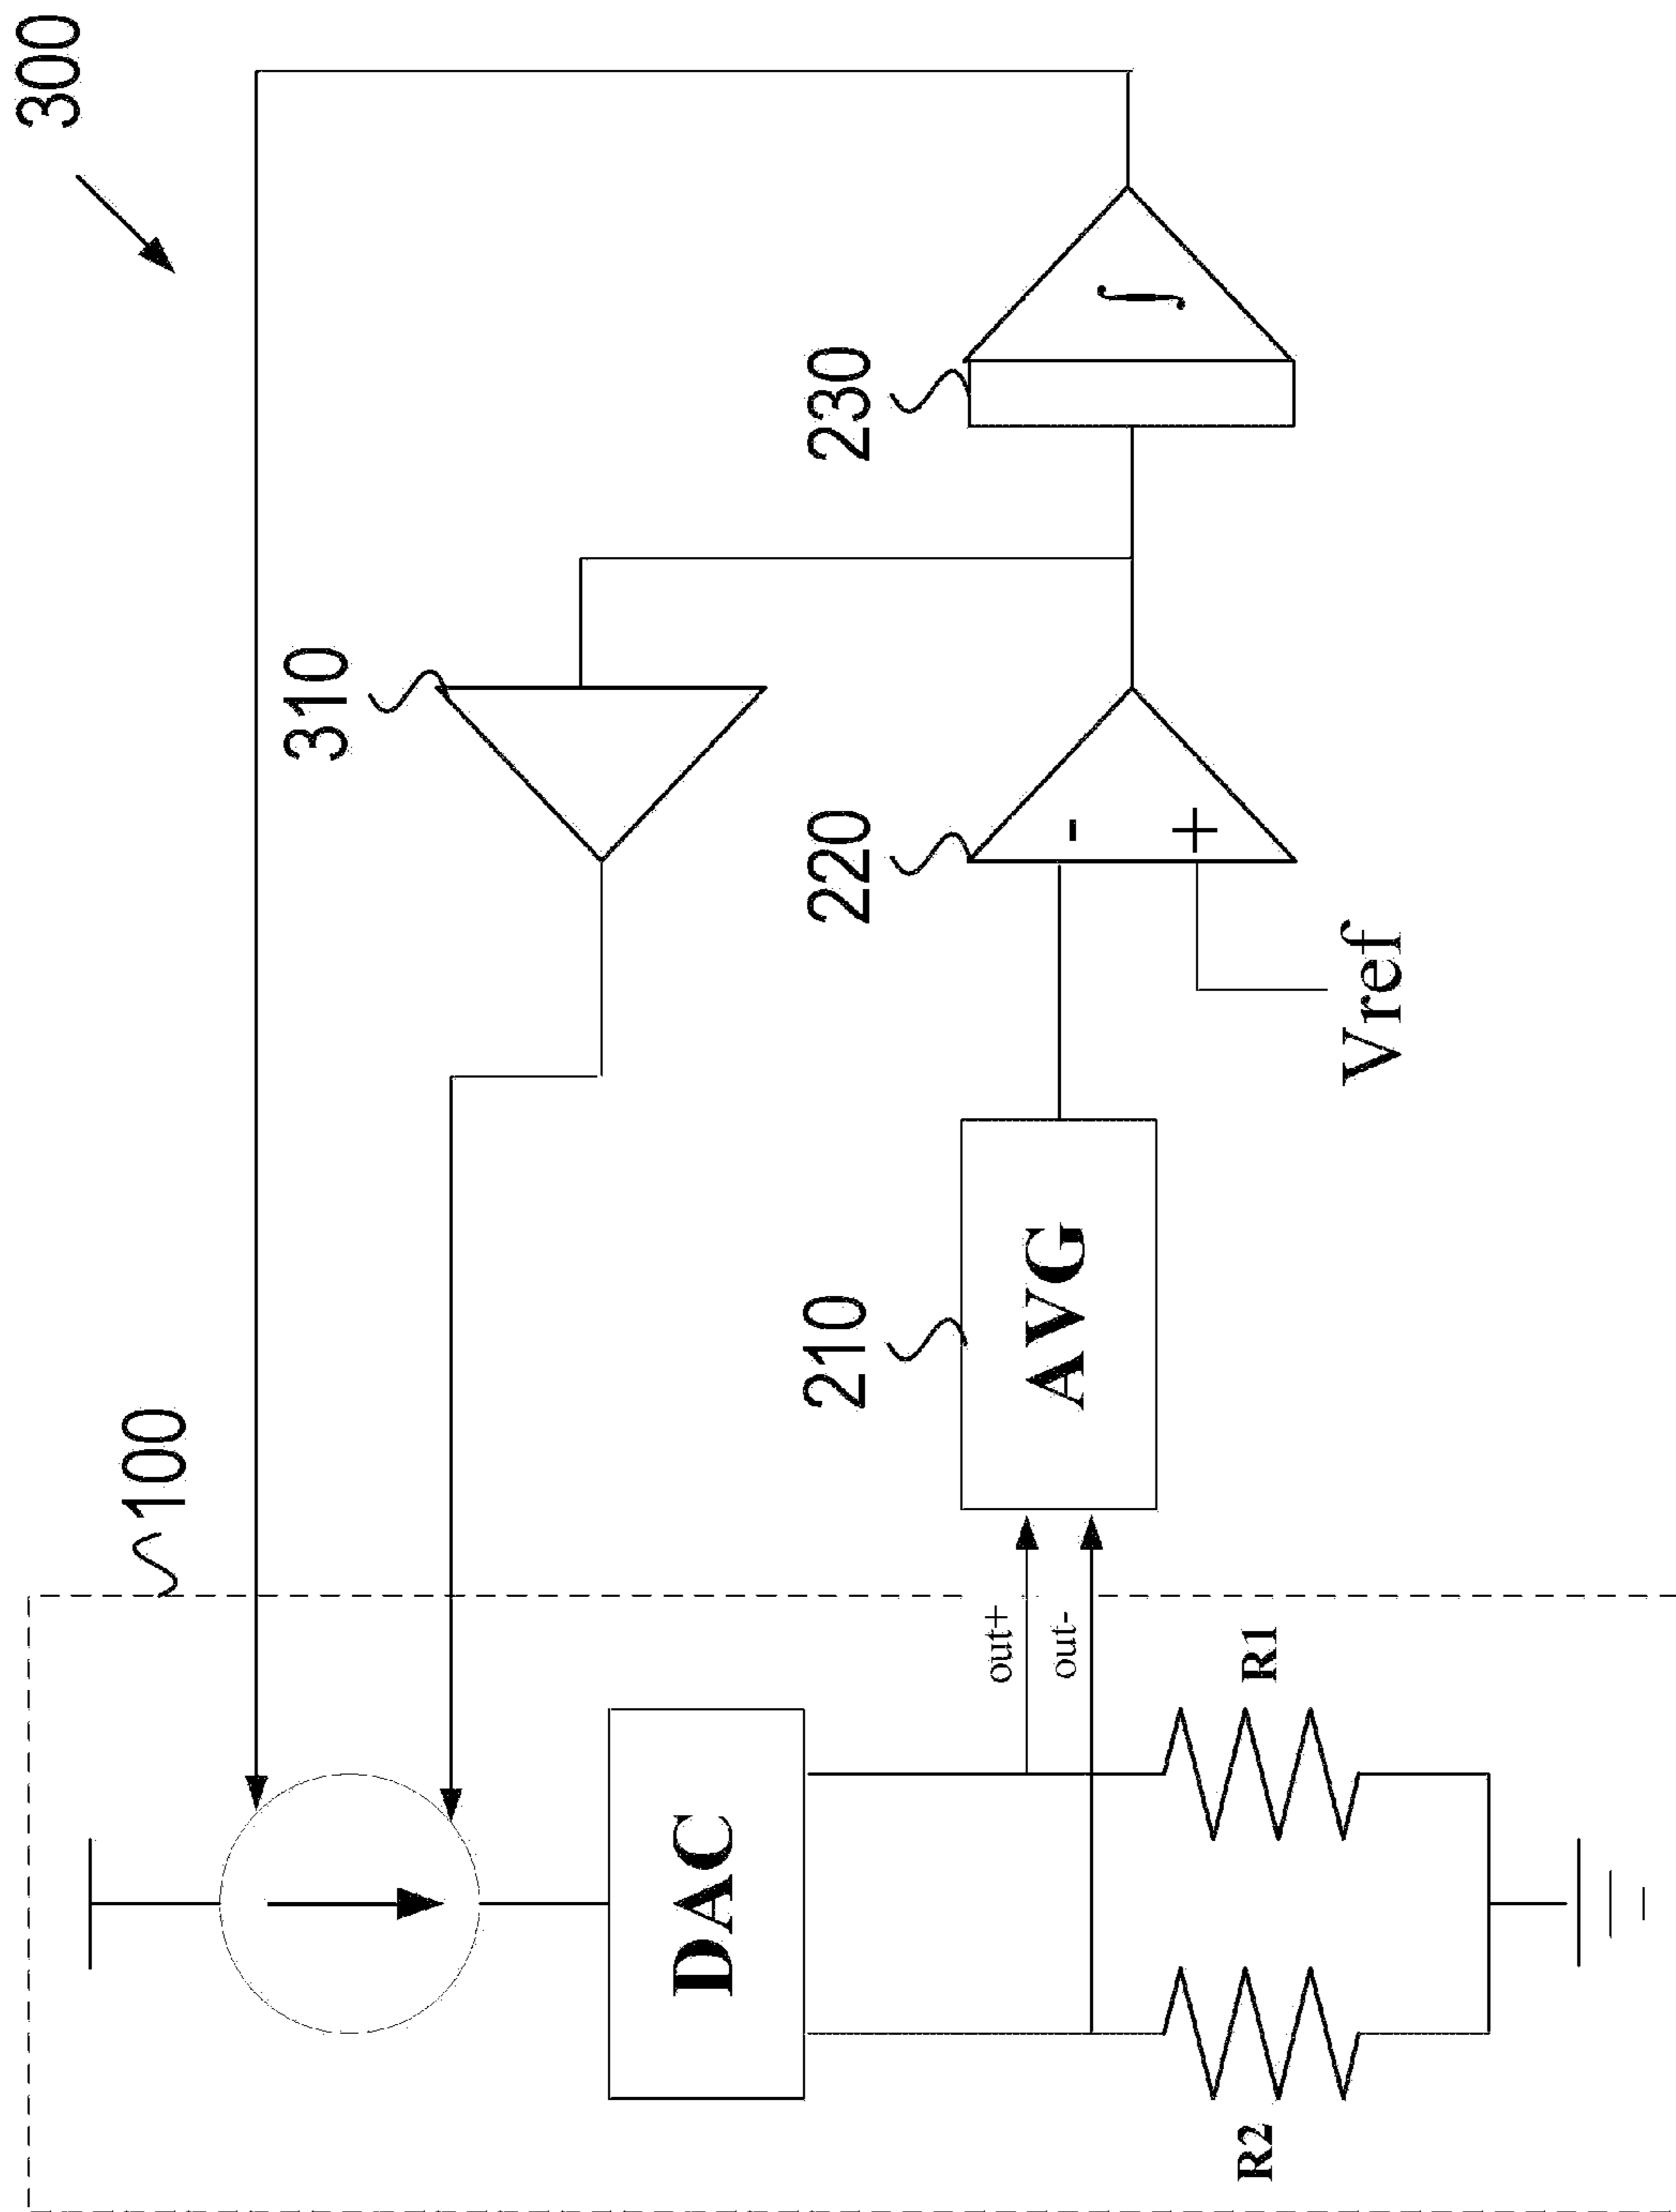 300
100
310
230
220
210
AVG
∫
-
+
Vref
DAC
out+
out-
R1
R2